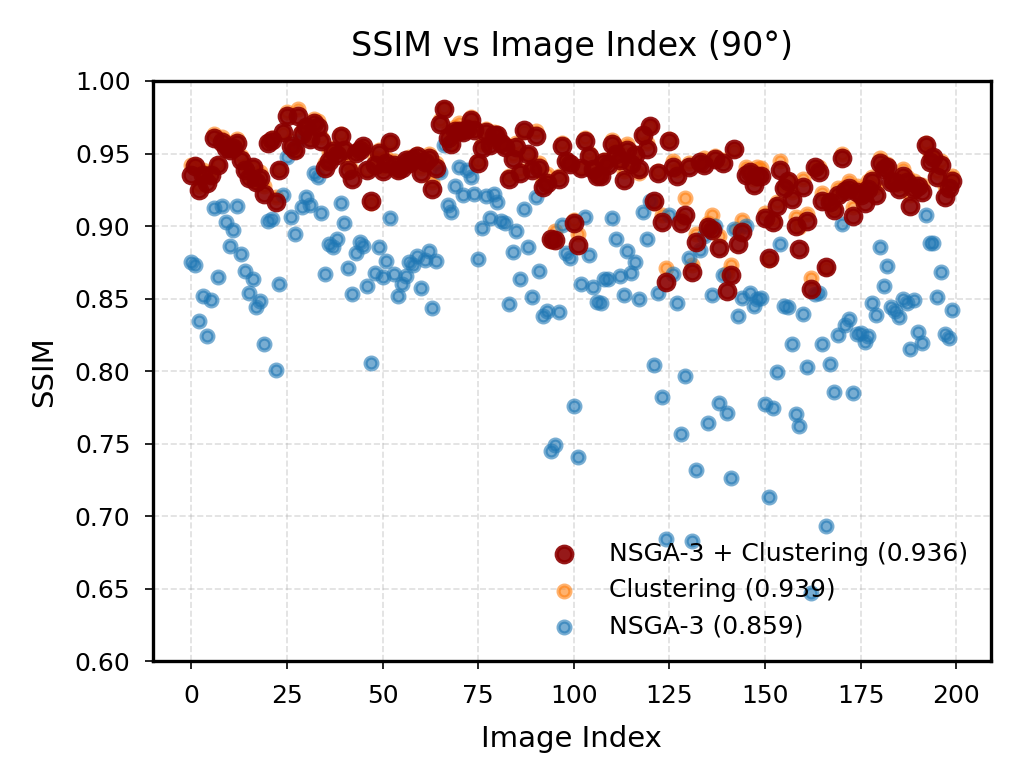 SSIM vs Image Index (90°)
1.00
0.95
0.90
0.85
0.80
0.75
0.70
0.65
0.60
SSIM
NSGA-3 + Clustering (0.936)
Clustering (0.939)
NSGA-3 (0.859)
0 25 50 75 100 125 150 175 200
Image Index